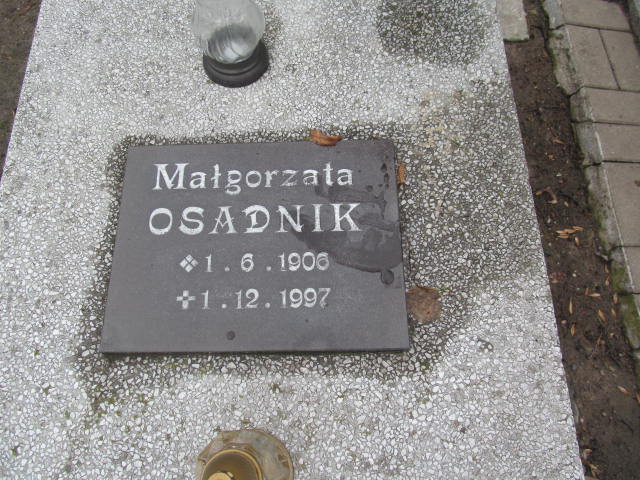 Małgorzata
OSADNIK
❖ 1 . 6 . 1906
✝ 1 . 12 . 1997